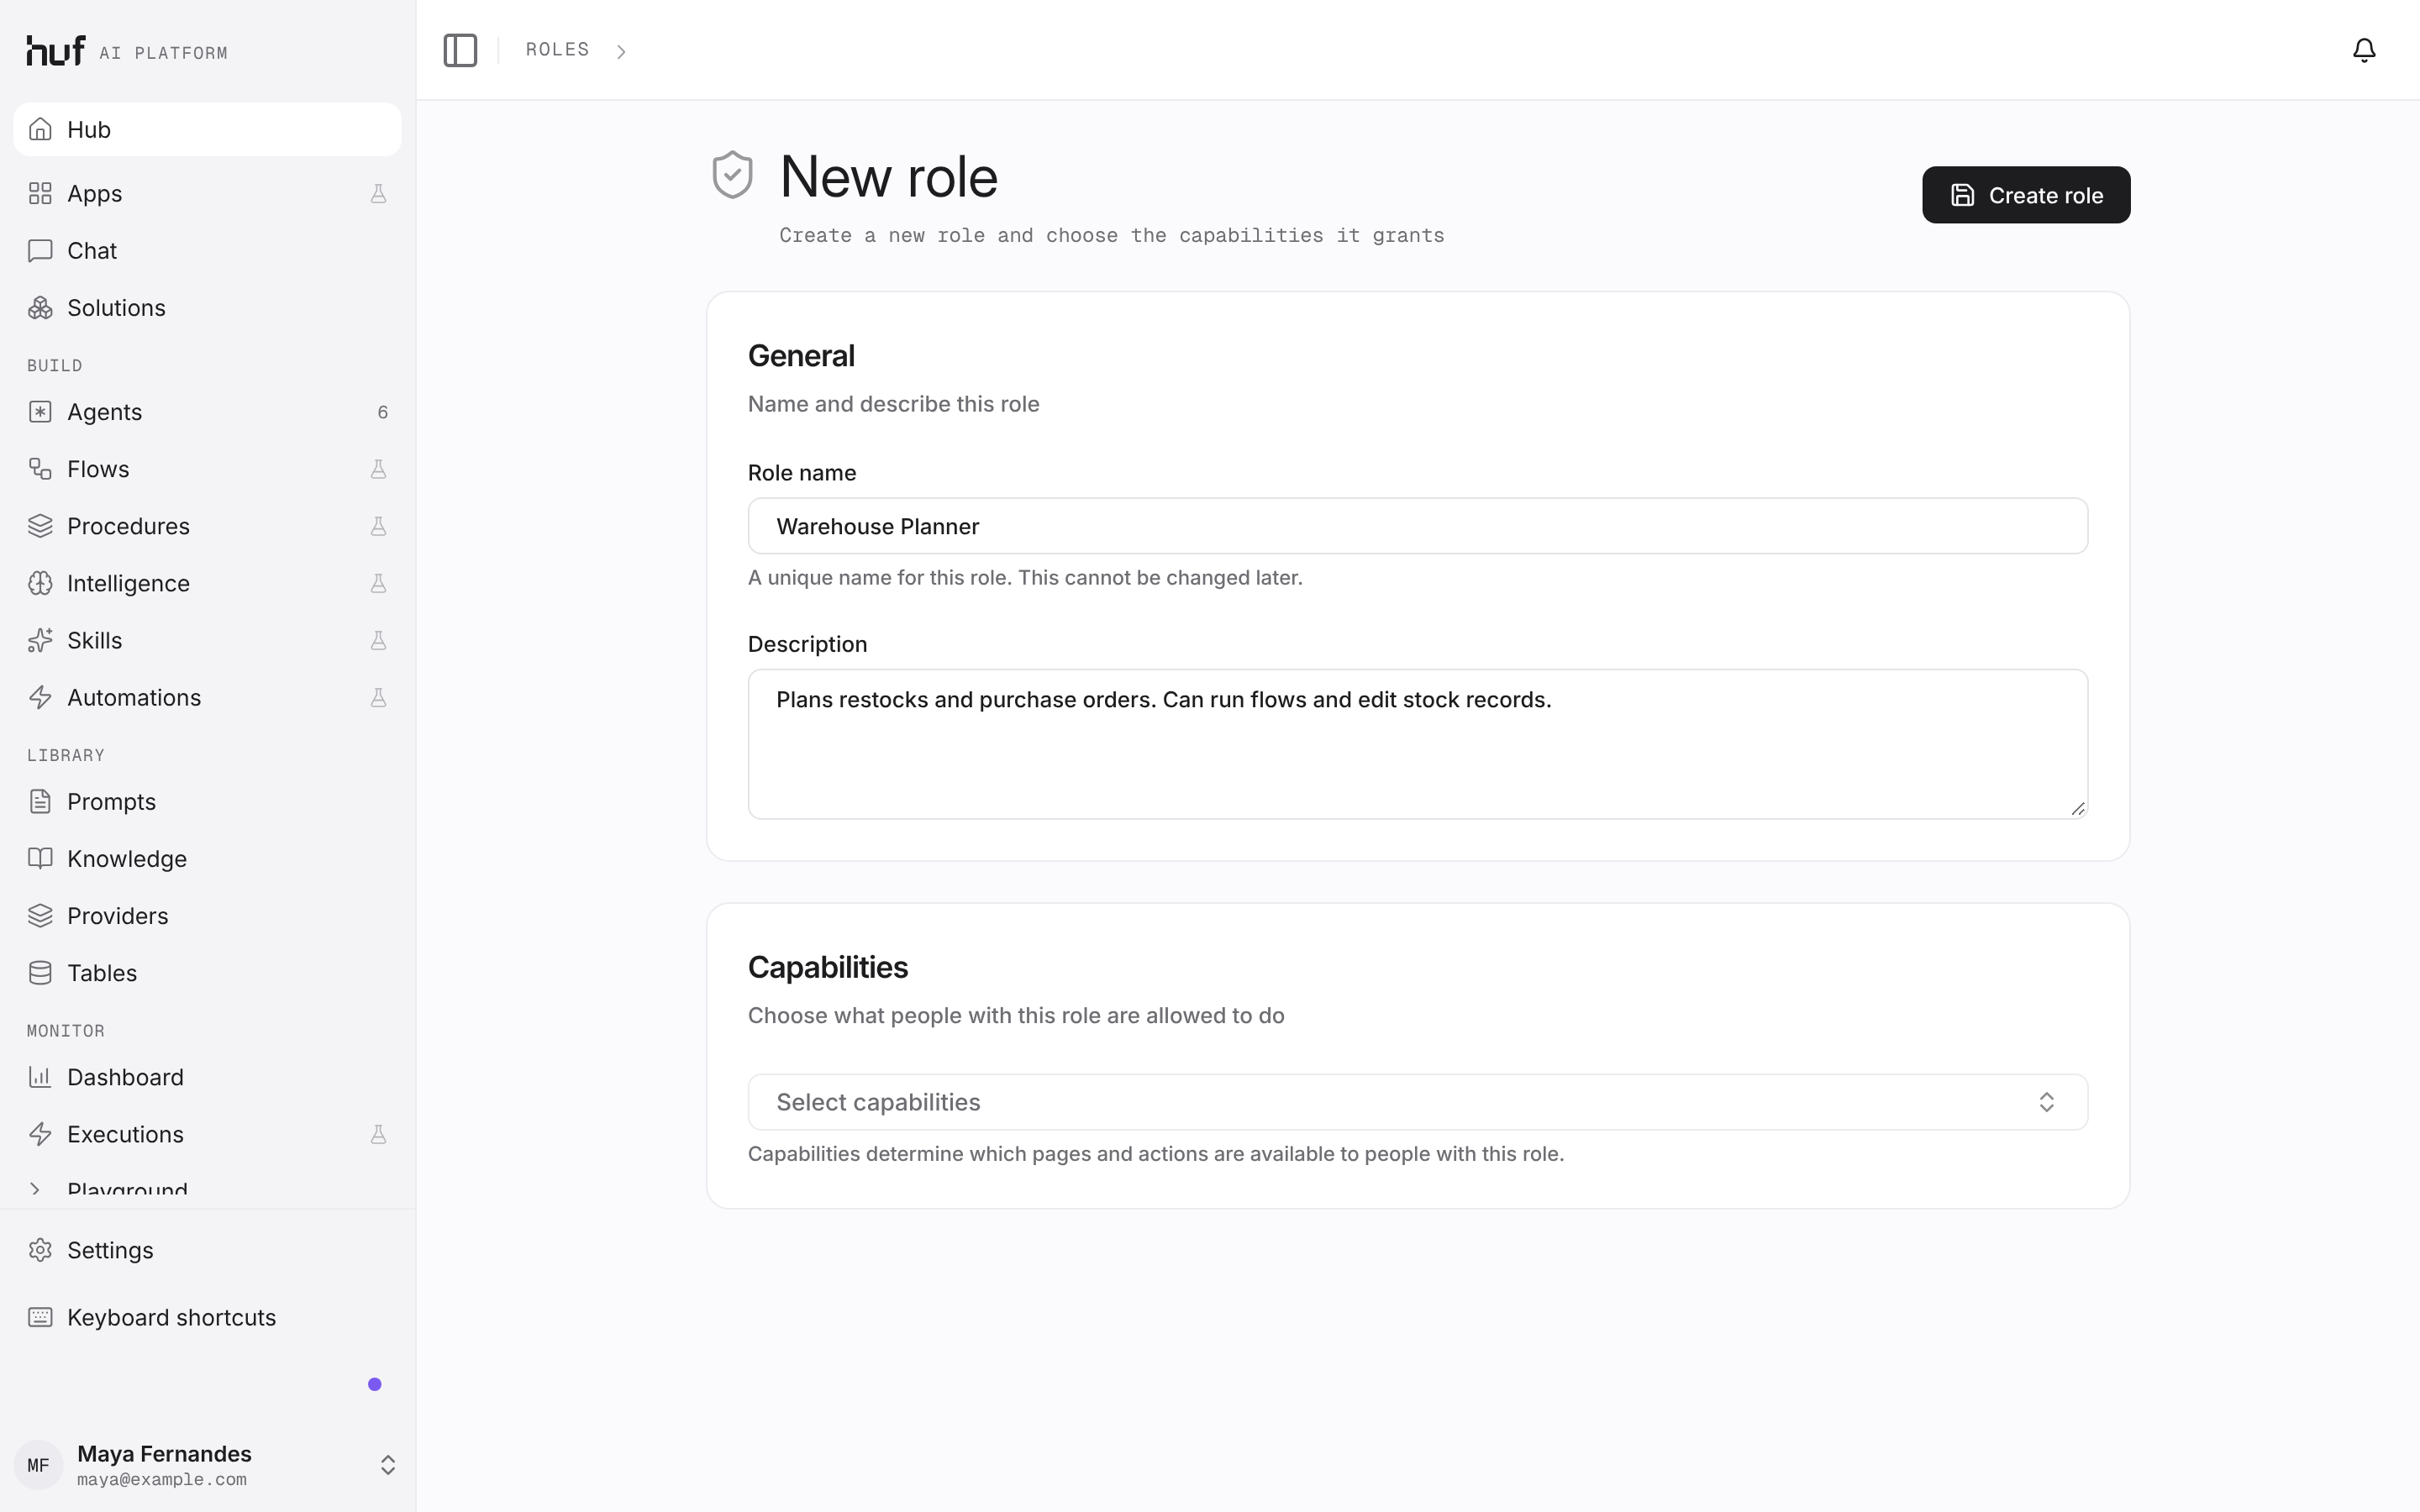 huf AI PLATFORM
Hub
Apps
Chat
Solutions
BUILD
Agents 6
Flows
Procedures
Intelligence
Skills
Automations
LIBRARY
Prompts
Knowledge
Providers
Tables
MONITOR
Dashboard
Executions
Playground
Settings
Keyboard shortcuts
MF
Maya Fernandes
maya@example.com
ROLES
New role
Create a new role and choose the capabilities it grants
Create role
General
Name and describe this role
Role name
Warehouse Planner
A unique name for this role. This cannot be changed later.
Description
Plans restocks and purchase orders. Can run flows and edit stock records.
Capabilities
Choose what people with this role are allowed to do
Select capabilities
Capabilities determine which pages and actions are available to people with this role.